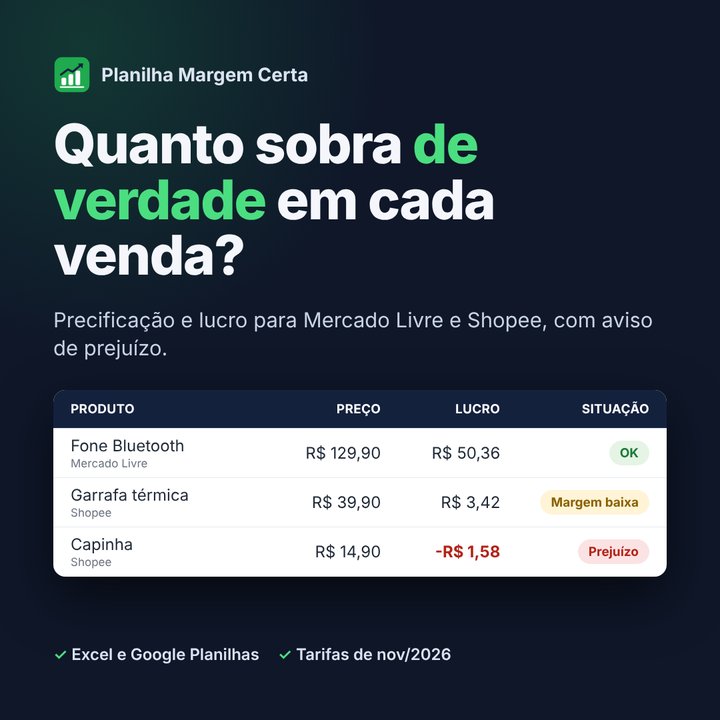 Planilha Margem Certa
Quanto sobra de
verdade em cada
venda?
Precificação e lucro para Mercado Livre e Shopee, com aviso
de prejuízo.
PRODUTO PREÇO LUCRO SITUAÇÃO
Fone Bluetooth R$ 129,90 R$ 50,36 OK
Mercado Livre
Garrafa térmica R$ 39,90 R$ 3,42 Margem baixa
Shopee
Capinha R$ 14,90 -R$ 1,58 Prejuízo
Shopee
✓ Excel e Google Planilhas ✓ Tarifas de nov/2026